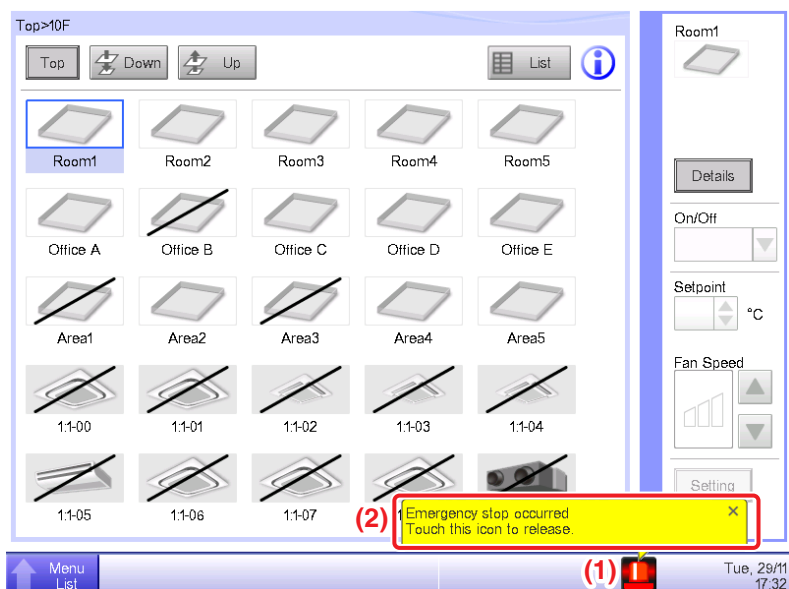 Top>10F
Top
Down
Up
List
Room1
Room2
Room3
Room4
Room5
Office A
Office B
Office C
Office D
Office E
Area1
Area2
Area3
Area4
Area5
1:1-00
1:1-01
1:1-02
1:1-03
1:1-04
1:1-05
1:1-06
1:1-07
Room1
Details
On/Off
Setpoint
°C
Fan Speed
Setting
(2)
Emergency stop occurred
Touch this icon to release.
Menu
List
(1)
Tue, 29/11
17:32